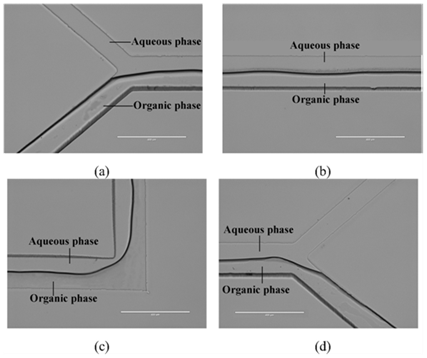 Aqueous phase
Organic phase
(a)
Aqueous phase
Organic phase
(b)
Aqueous phase
Organic phase
(c)
Aqueous phase
Organic phase
(d)